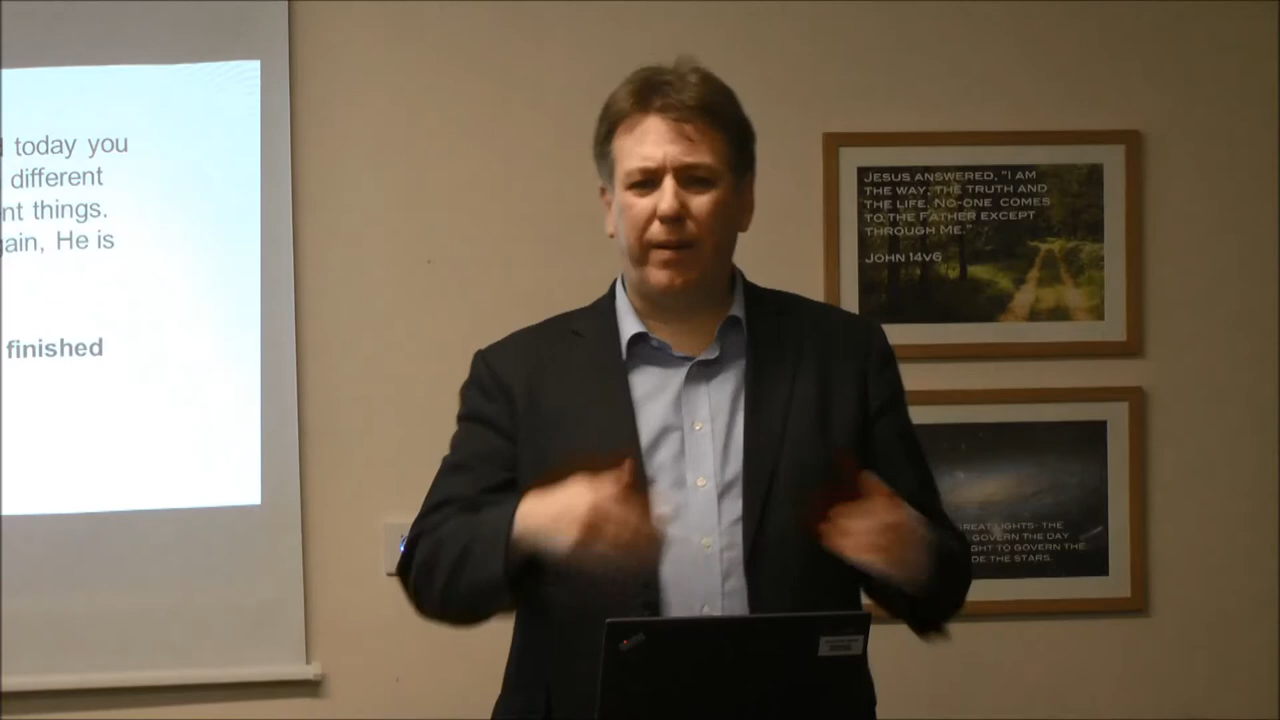 today you
different
nt things.
ain, He is
finished
JESUS ANSWERED, "I AM
THE WAY, THE TRUTH AND
THE LIFE. NO-ONE COMES
TO THE FATHER EXCEPT
THROUGH ME."
JOHN 14V6
GREAT LIGHTS- THE
GOVERN THE DAY
GHT TO GOVERN THE
DE THE STARS.